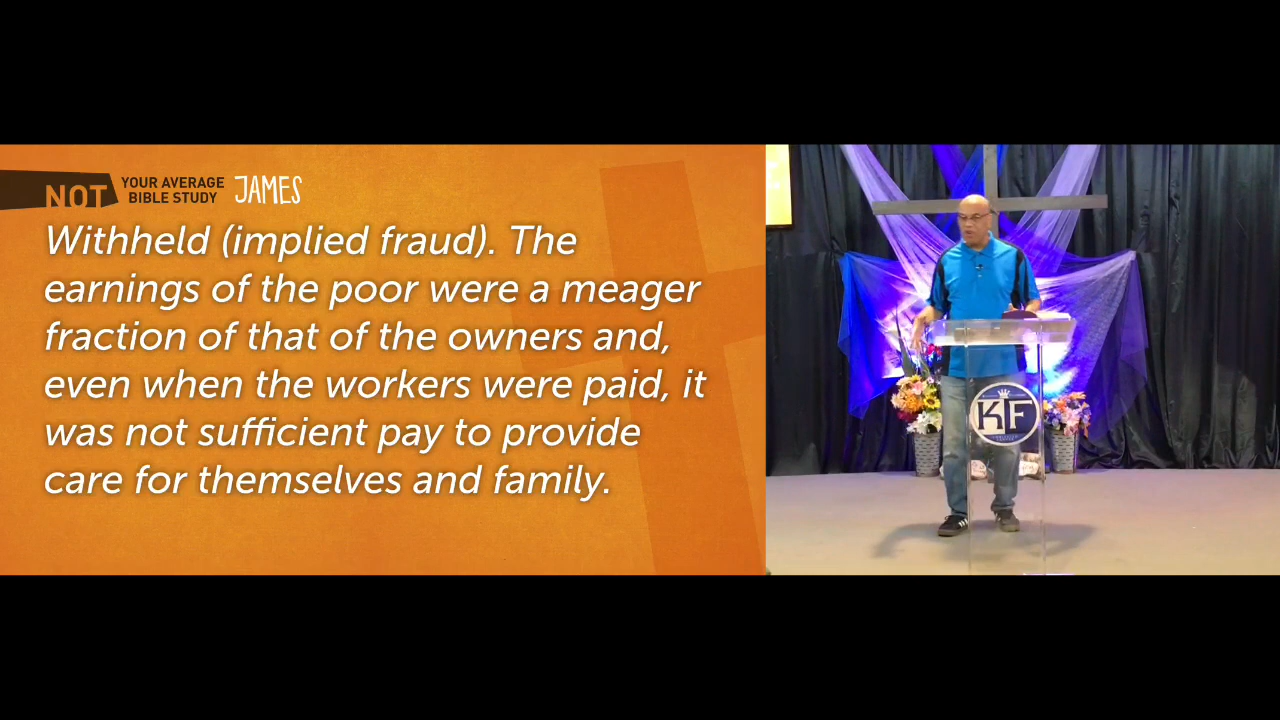 NOT
YOUR AVERAGE
BIBLE STUDY
JAMES
Withheld (implied fraud). The
earnings of the poor were a meager
fraction of that of the owners and,
even when the workers were paid, it
was not sufficient pay to provide
care for themselves and family.
KF